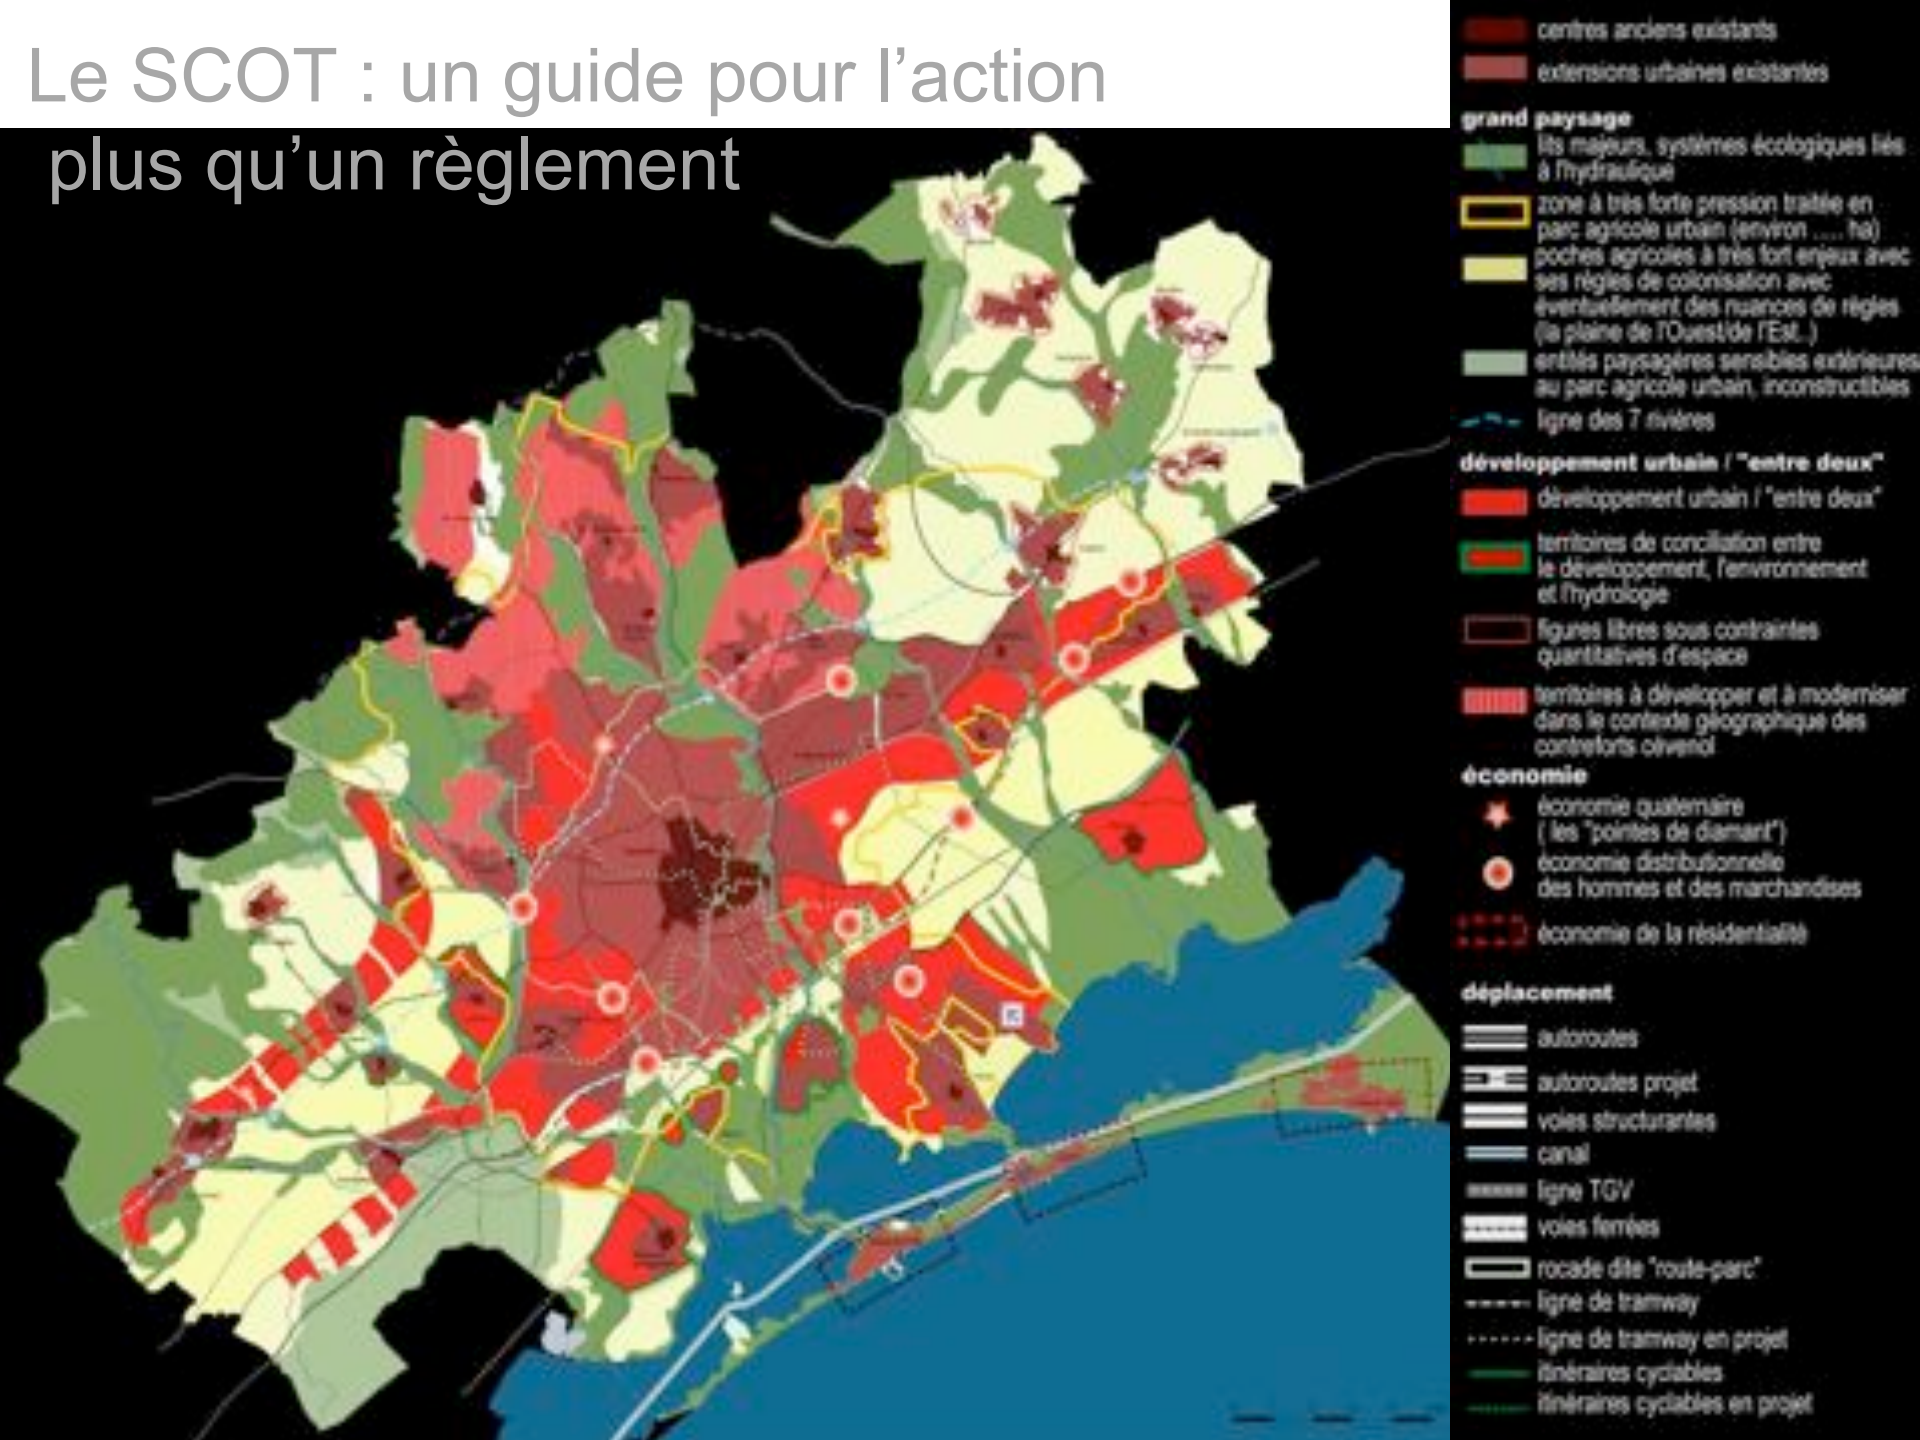 Le SCOT : un guide pour l’action
plus qu’un règlement
centres anciens existants
extensions urbaines existantes
grand paysage
lits majeurs, systèmes écologiques liés
à l'hydraulique
zone à très forte pression traitée en
parc agricole urbain (environ .... ha)
poches agricoles à très fort enjeux avec
ses règles de colonisation avec
éventuellement des nuances de règles
(la plaine de l'Ouest/de l'Est..)
entités paysagères sensibles extérieures
au parc agricole urbain, inconstructibles
ligne des 7 rivières
développement urbain / "entre deux"
développement urbain / "entre deux"
territoires de conciliation entre
le développement, l'environnement
et l'hydrologie
figures libres sous contraintes
quantitatives d'espace
territoires à développer et à moderniser
dans le contexte géographique des
contreforts
économie
économie quaternaire
( les "pointes de diamant")
économie distributionnelle
des hommes et des marchandises
économie de la résidentialité
déplacement
autoroutes
autoroutes projet
voies structurantes
canal
ligne TGV
voies ferrées
rocade dite "route-parc"
ligne de tramway
ligne de tramway en projet
itinéraires cyclables
itinéraires cyclables en projet